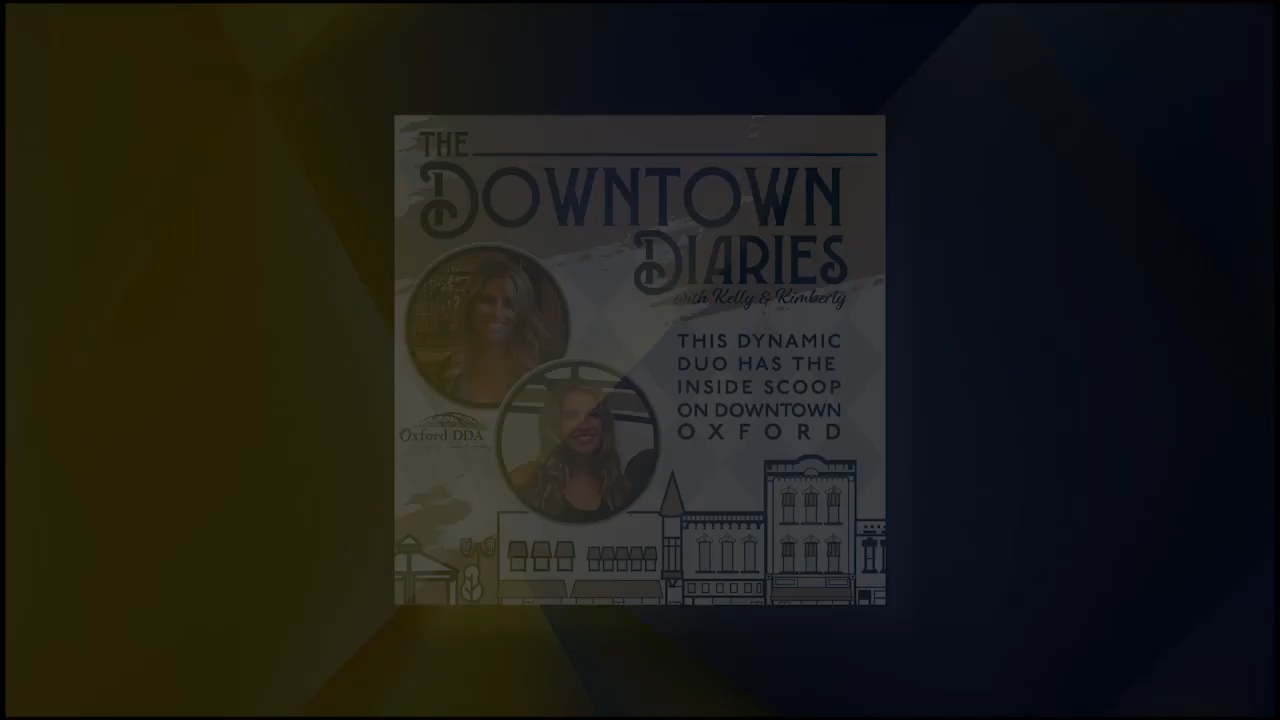 THE
DOWNTOWN
DIARIES
with Kelly & Kimberly
THIS DYNAMIC
DUO HAS THE
INSIDE SCOOP
ON DOWNTOWN
OXFORD
Oxford DDA